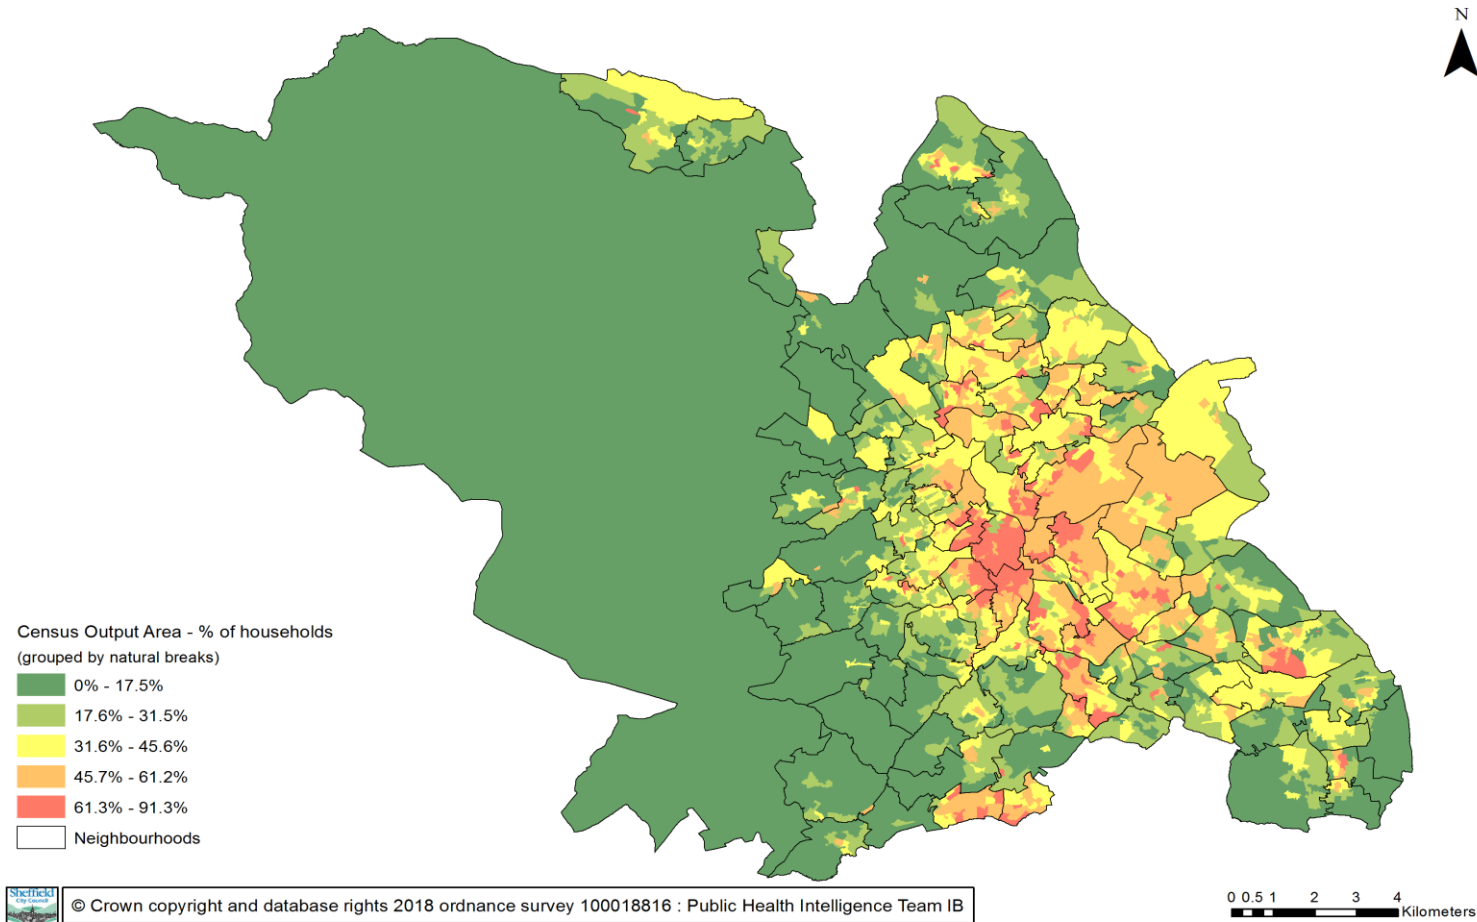 N
Census Output Area - % of households
(grouped by natural breaks)
0% - 17.5%
17.6% - 31.5%
31.6% - 45.6%
45.7% - 61.2%
61.3% - 91.3%
Neighbourhoods
Sheffield
City Council
© Crown copyright and database rights 2018 ordnance survey 100018816 : Public Health Intelligence Team IB
0 0.5 1 2 3 4
Kilometers